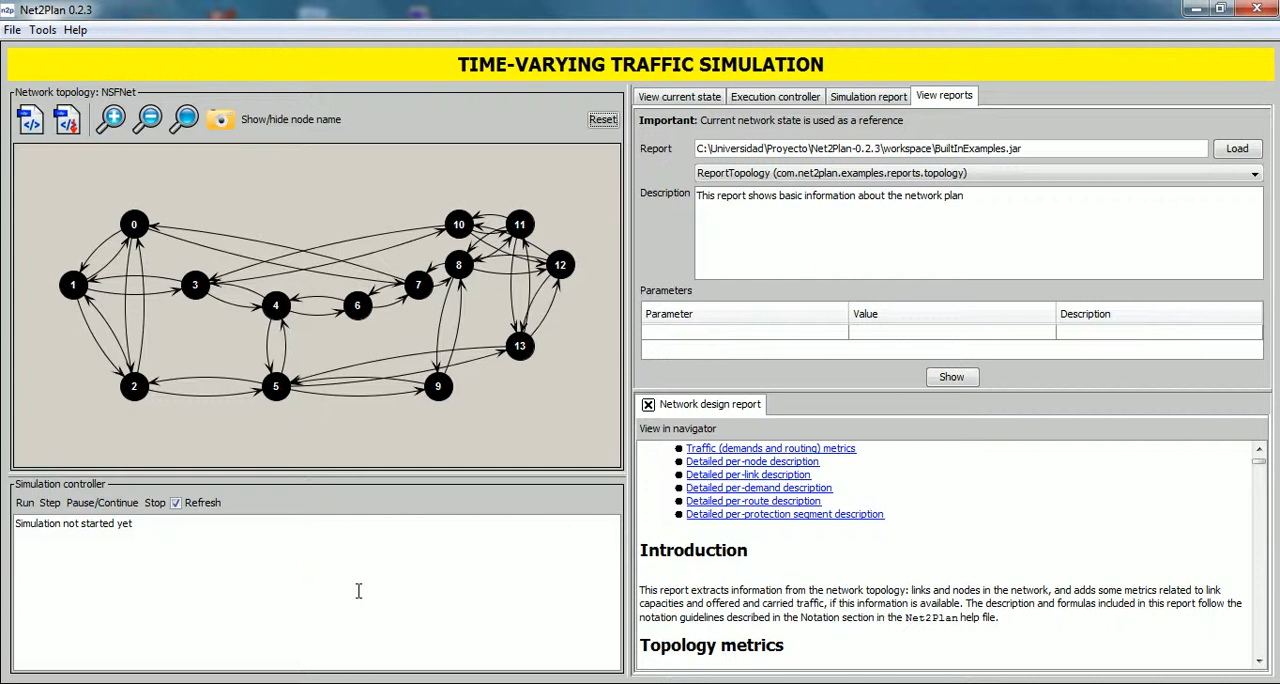 n2p Net2Plan 0.2.3
File Tools Help
TIME-VARYING TRAFFIC SIMULATION
Network topology: NSFNet
Show/hide node name
Reset
0
10
11
8
12
1
3
7
4
6
13
2
5
9
Simulation controller
Run Step Pause/Continue Stop Refresh
Simulation not started yet
View current state Execution controller Simulation report View reports
Important: Current network state is used as a reference
Report C:\Universidad\Proyecto\Net2Plan-0.2.3\workspace\BuiltInExamples.jar Load
ReportTopology (com.net2plan.examples.reports.topology)
Description This report shows basic information about the network plan
Parameters
Parameter Value Description
Show
Network design report
View in navigator
Traffic (demands and routing) metrics
Detailed per-node description
Detailed per-link description
Detailed per-demand description
Detailed per-route description
Detailed per-protection segment description
Introduction
This report extracts information from the network topology: links and nodes in the network, and adds some metrics related to link
capacities and offered and carried traffic, if this information is available. The description and formulas included in this report follow the
notation guidelines described in the Notation section in the Net2Plan help file.
Topology metrics